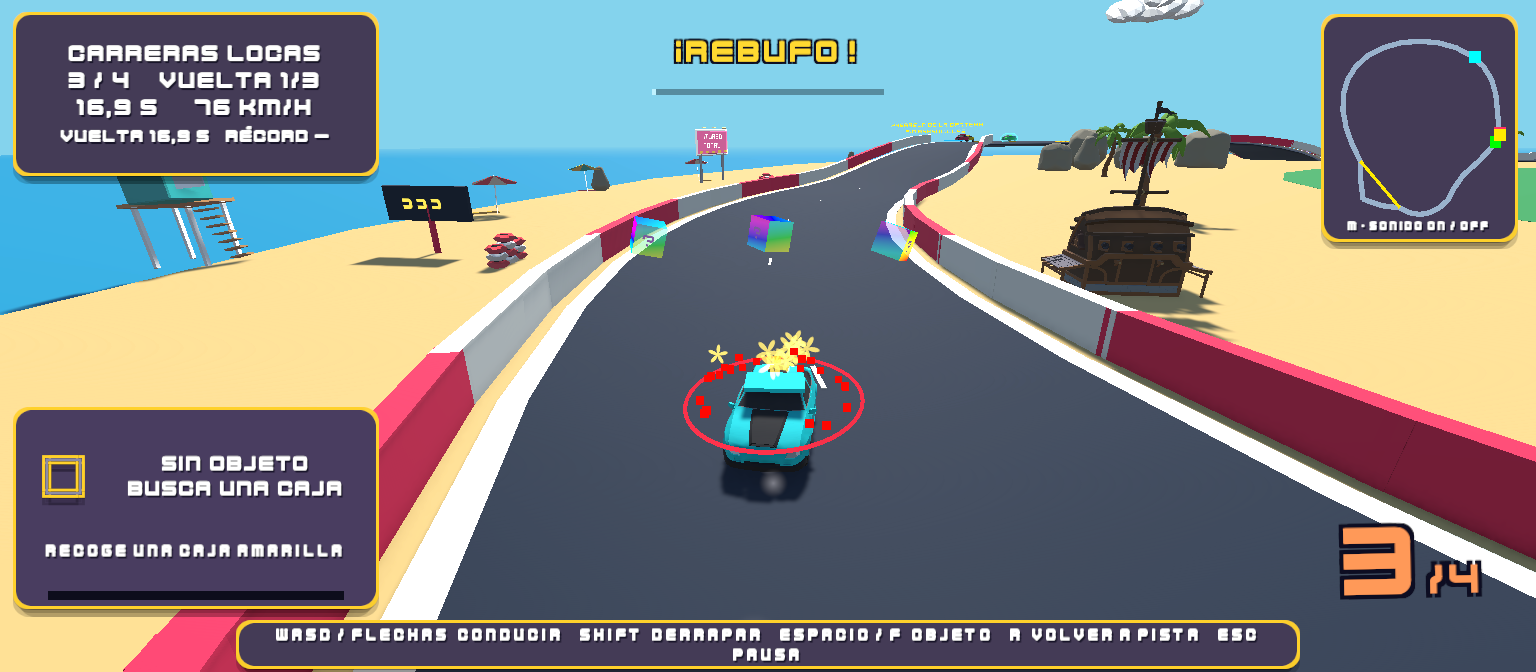 CARRERAS LOCAS
3 / 4 VUELTA 1/3
16,9 S 76 KM/H
VUELTA 16,9 S RÉCORD —
¡REBUFO !
M · SONIDO ON / OFF
SIN OBJETO
BUSCA UNA CAJA
RECOGE UNA CAJA AMARILLA
3 /4
WASD / FLECHAS CONDUCIR SHIFT DERRAPAR ESPACIO / F OBJETO R VOLVER A PISTA ESC
PAUSA